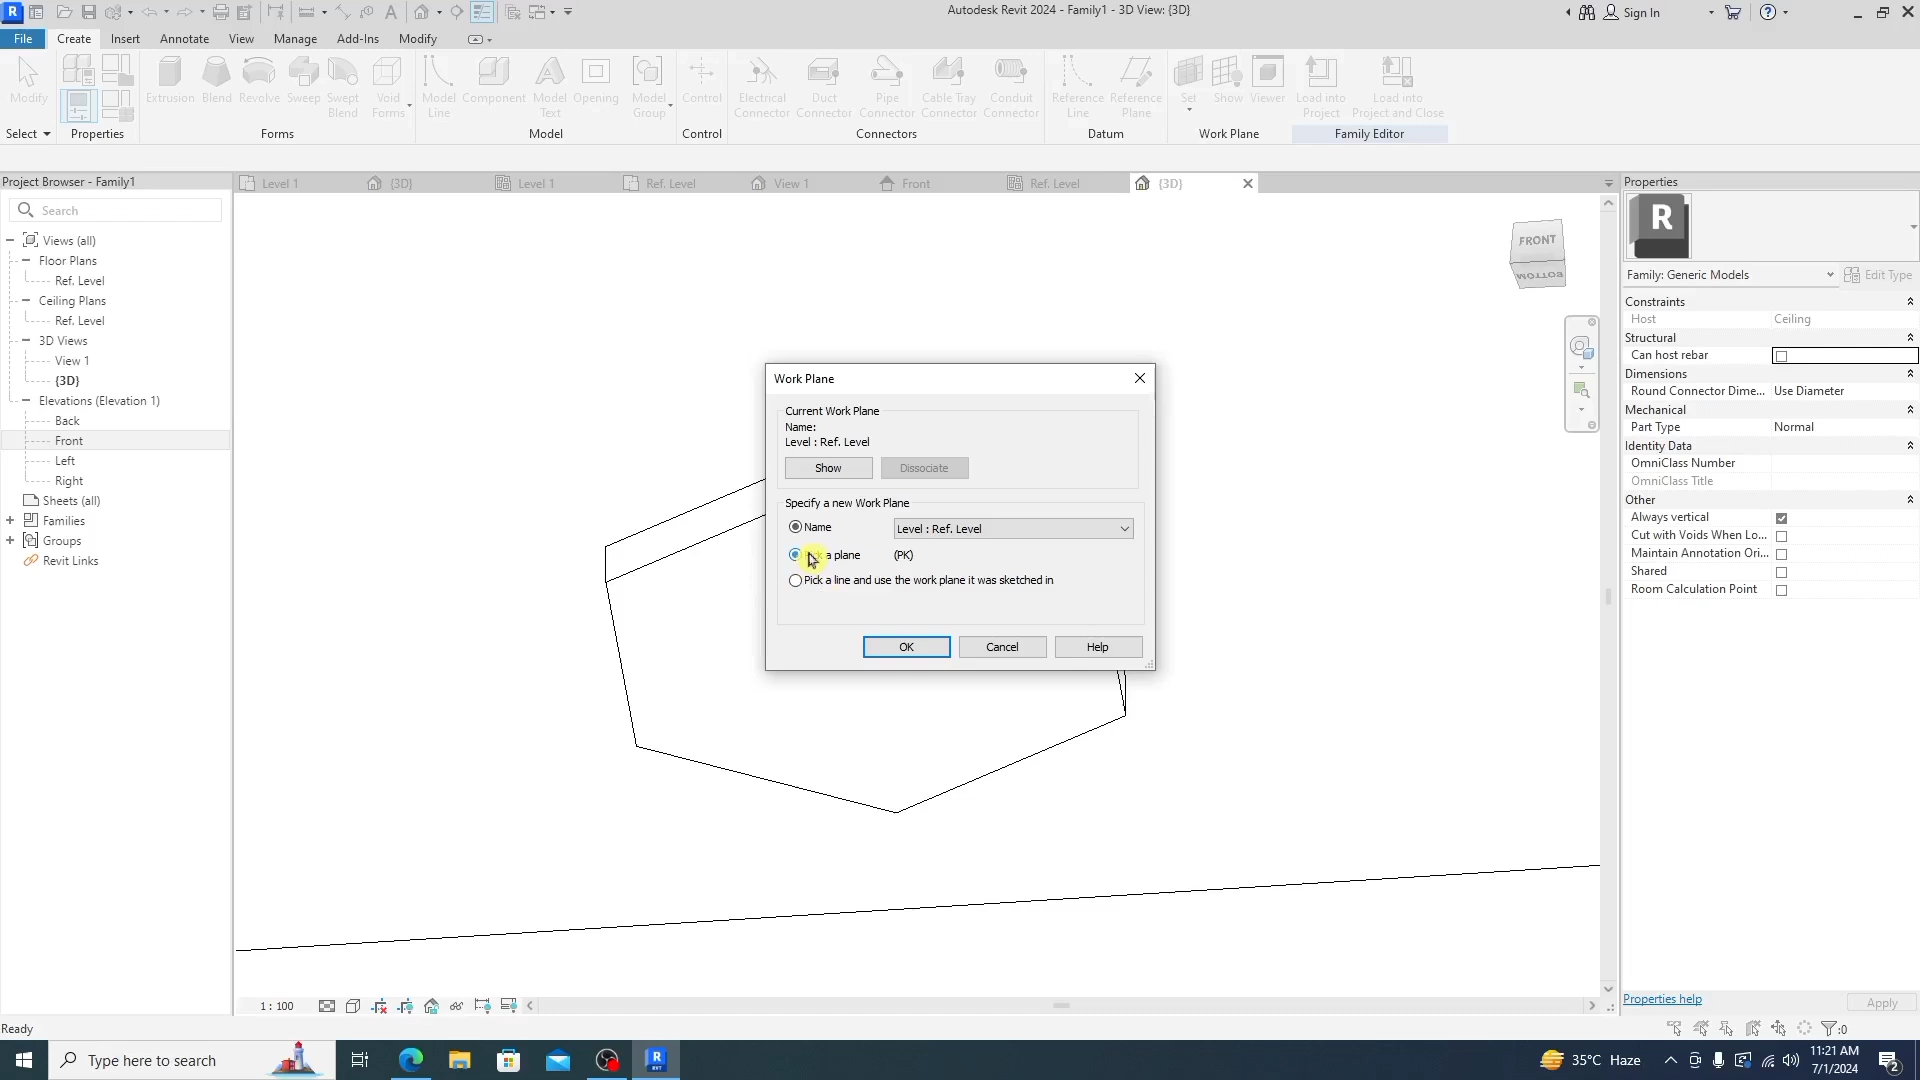 R
Autodesk Revit 2024 - Family1 - 3D View: {3D}
Sign In
File Create Insert Annotate View Manage Add-Ins Modify
Modify
Extrusion Blend Revolve Sweep Swept Blend Void Forms
Model Line Component Model Text Opening Model Group
Control
Electrical Connector Duct Connector Pipe Connector Cable Tray Connector Conduit Connector
Reference Line Reference Plane
Set Show Viewer
Load into Project Load into Project and Close
Select Properties Forms Model Control Connectors Datum Work Plane Family Editor
Project Browser - Family1
Level 1 {3D} Level 1 Ref. Level View 1 Front Ref. Level {3D}
Search
Views (all)
Floor Plans
Ref. Level
Ceiling Plans
Ref. Level
3D Views
View 1
{3D}
Elevations (Elevation 1)
Back
Front
Left
Right
Sheets (all)
Families
Groups
Revit Links
FRONT
BOTTOM
Work Plane
Current Work Plane
Name:
Level : Ref. Level
Show Dissociate
Specify a new Work Plane
Name Level : Ref. Level
a plane (PK)
Pick a line and use the work plane it was sketched in
OK Cancel Help
Properties
R
Family: Generic Models Edit Type
Constraints
Host Ceiling
Structural
Can host rebar
Dimensions
Round Connector Dime... Use Diameter
Mechanical
Part Type Normal
Identity Data
OmniClass Number
OmniClass Title
Other
Always vertical
Cut with Voids When Lo...
Maintain Annotation Ori...
Shared
Room Calculation Point
Properties help Apply
1 : 100
Ready
:0
Type here to search
R
RVT
35°C Haze
11:21 AM
7/1/2024
2